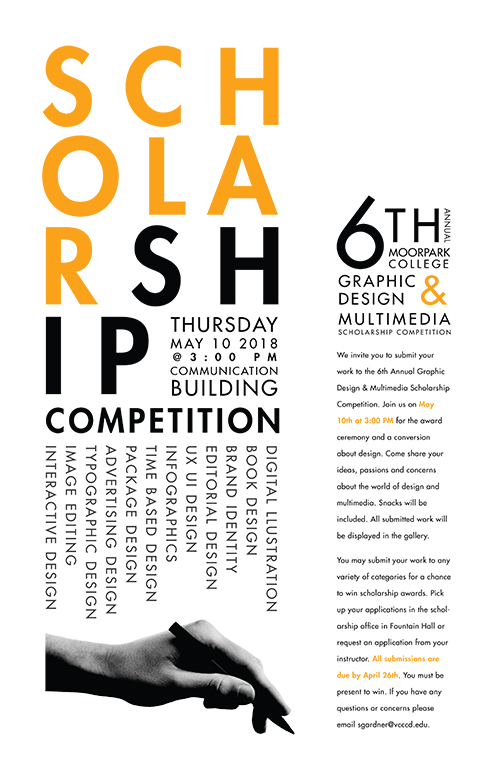 SCH
OLA
RSH
IP
THURSDAY
MAY 10 2018
@ 3:00 PM
COMMUNICATION
BUILDING
COMPETITION
INTERACTIVE DESIGN
IMAGE EDITING
TYPOGRAPHIC DESIGN
ADVERTISING DESIGN
PACKAGE DESIGN
TIME BASED DESIGN
INFOGRAPHICS
UX UI DESIGN
EDITORIAL DESIGN
BRAND IDENTITY
BOOK DESIGN
DIGITAL ILLUSTRATION
6TH
ANNUAL
MOORPARK
COLLEGE
GRAPHIC
DESIGN &
MULTIMEDIA
SCHOLARSHIP COMPETITION
We invite you to submit your
work to the 6th Annual Graphic
Design & Multimedia Scholarship
Competition. Join us on May
10th at 3:00 PM for the award
ceremony and a conversion
about design. Come share your
ideas, passions and concerns
about the world of design and
multimedia. Snacks will be
included. All submitted work will
be displayed in the gallery.
You may submit your work to any
variety of categories for a chance
to win scholarship awards. Pick
up your applications in the schol-
arship office in Fountain Hall or
request an application from your
instructor. All submissions are
due by April 26th. You must be
present to win. If you have any
questions or concerns please
email sgardner@vcccd.edu.